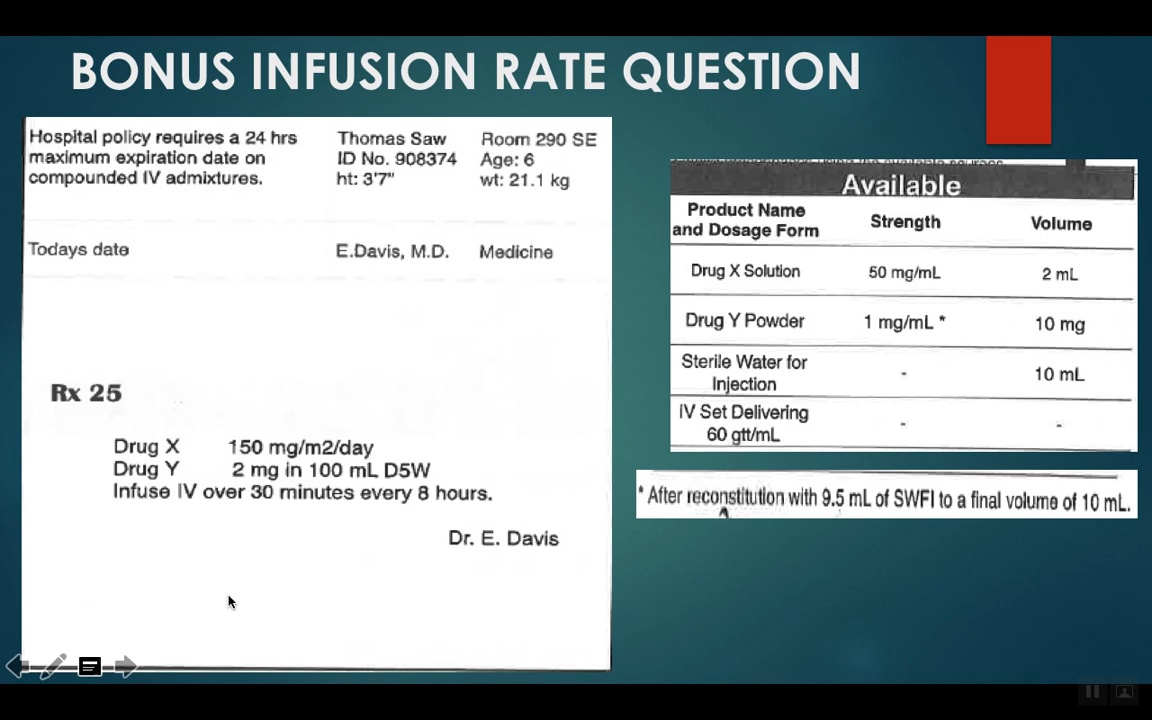 BONUS INFUSION RATE QUESTION
Hospital policy requires a 24 hrs
maximum expiration date on
compounded IV admixtures.
Thomas Saw
ID No. 908374
ht: 3'7"
Room 290 SE
Age: 6
wt: 21.1 kg
Todays date
E.Davis, M.D.
Medicine
Rx 25
Drug X 150 mg/m2/day
Drug Y 2 mg in 100 mL D5W
Infuse IV over 30 minutes every 8 hours.
Dr. E. Davis
Available
Product Name
and Dosage Form
Strength
Volume
Drug X Solution 50 mg/mL 2 mL
Drug Y Powder 1 mg/mL * 10 mg
Sterile Water for
Injection
- 10 mL
IV Set Delivering
60 gtt/mL
- -
* After reconstitution with 9.5 mL of SWFI to a final volume of 10 mL.